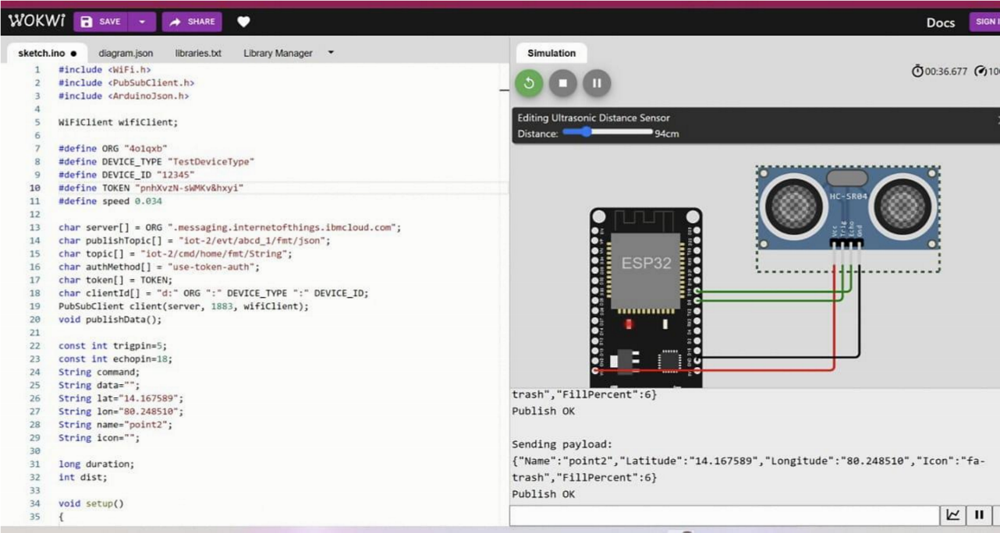 WOKWI SAVE SHARE Docs SIGN I
sketch.ino ● diagram.json libraries.txt Library Manager
1 #include <WiFi.h>
2 #include <PubSubClient.h>
3 #include <ArduinoJson.h>
4
5 WiFiClient wifiClient;
6
7 #define ORG "4olqxb"
8 #define DEVICE_TYPE "TestDeviceType"
9 #define DEVICE_ID "12345"
10 #define TOKEN "pnhXvzN-sWMKv&hxyi"
11 #define speed 0.034
12
13 char server[] = ORG ".messaging.internetofthings.ibmcloud.com";
14 char publishTopic[] = "iot-2/evt/abcd_1/fmt/json";
15 char topic[] = "iot-2/cmd/home/fmt/String";
16 char authMethod[] = "use-token-auth";
17 char token[] = TOKEN;
18 char clientId[] = "d:" ORG ":" DEVICE_TYPE ":" DEVICE_ID;
19 PubSubClient client(server, 1883, wifiClient);
20 void publishData();
21
22 const int trigpin=5;
23 const int echopin=18;
24 String command;
25 String data="";
26 String lat="14.167589";
27 String lon="80.248510";
28 String name="point2";
29 String icon="";
30
31 long duration;
32 int dist;
33
34 void setup()
35 {
Simulation
00:36.677 100
Editing Ultrasonic Distance Sensor
Distance: 94cm
HC-SR04
Vcc
Trig
Echo
Gnd
ESP32
trash","FillPercent":6}
Publish OK
Sending payload:
{"Name":"point2","Latitude":"14.167589","Longitude":"80.248510","Icon":"fa-
trash","FillPercent":6}
Publish OK